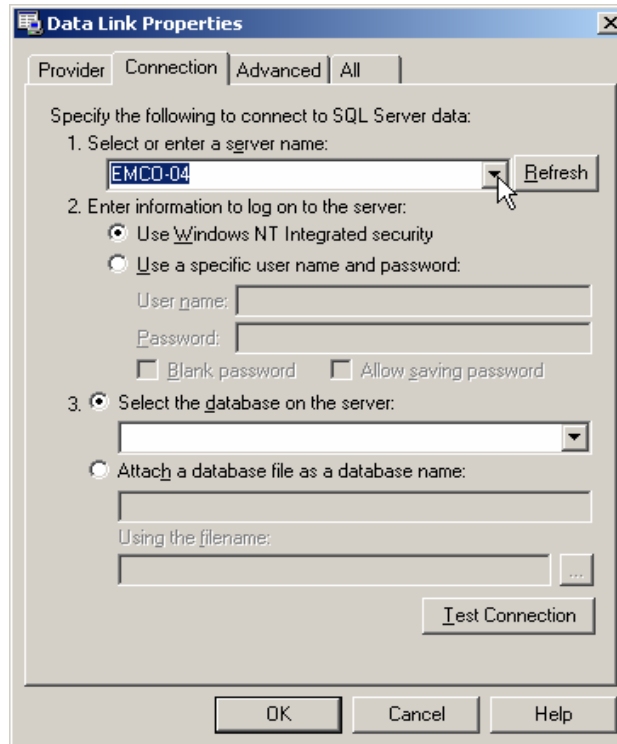 Data Link Properties
Provider Connection Advanced All
Specify the following to connect to SQL Server data:
1. Select or enter a server name:
EMCO-04 Refresh
2. Enter information to log on to the server:
Use Windows NT Integrated security
Use a specific user name and password:
User name:
Password:
Blank password Allow saving password
3. Select the database on the server:
Attach a database file as a database name:
Using the filename:
...
Test Connection
OK Cancel Help